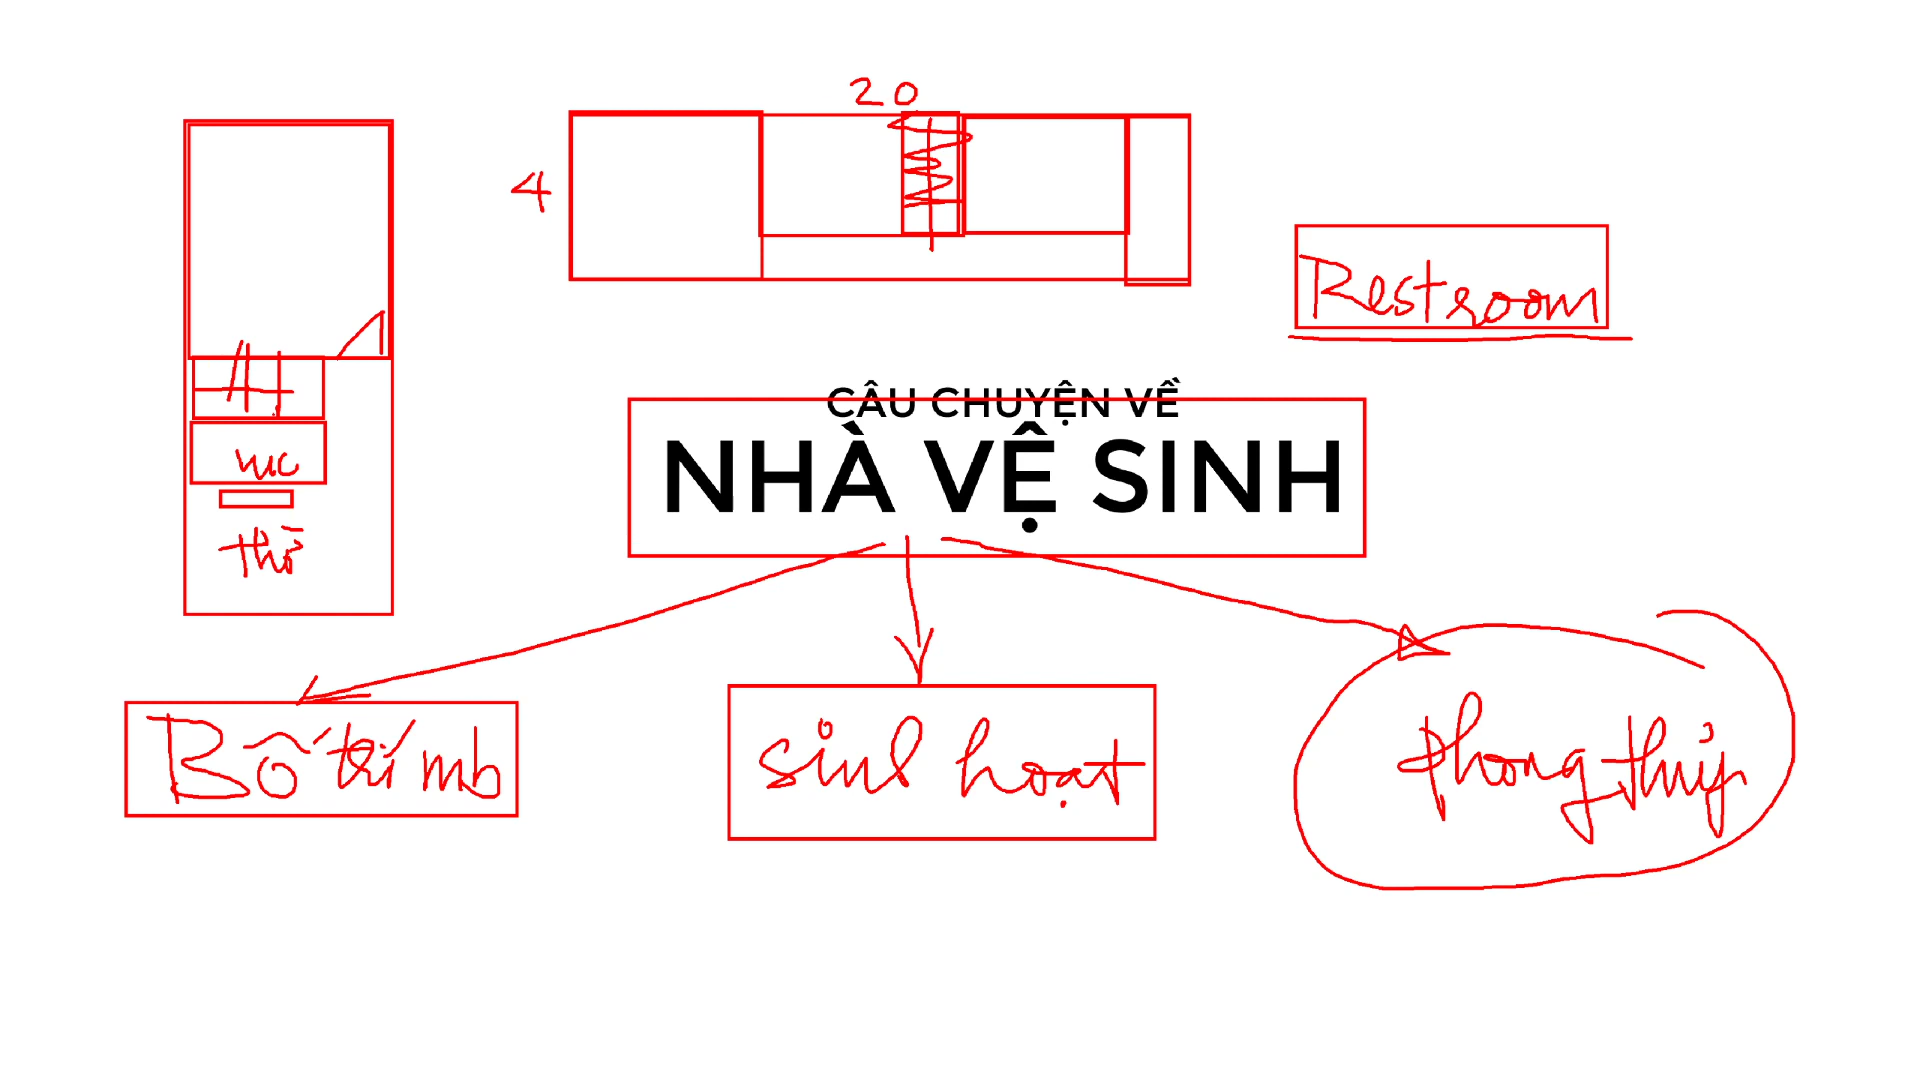 20
4
Restroom
CÂU CHUYỆN VỀ
NHÀ VỆ SINH
wc
thờ
Bố trí mb
sinh hoạt
phong thủy